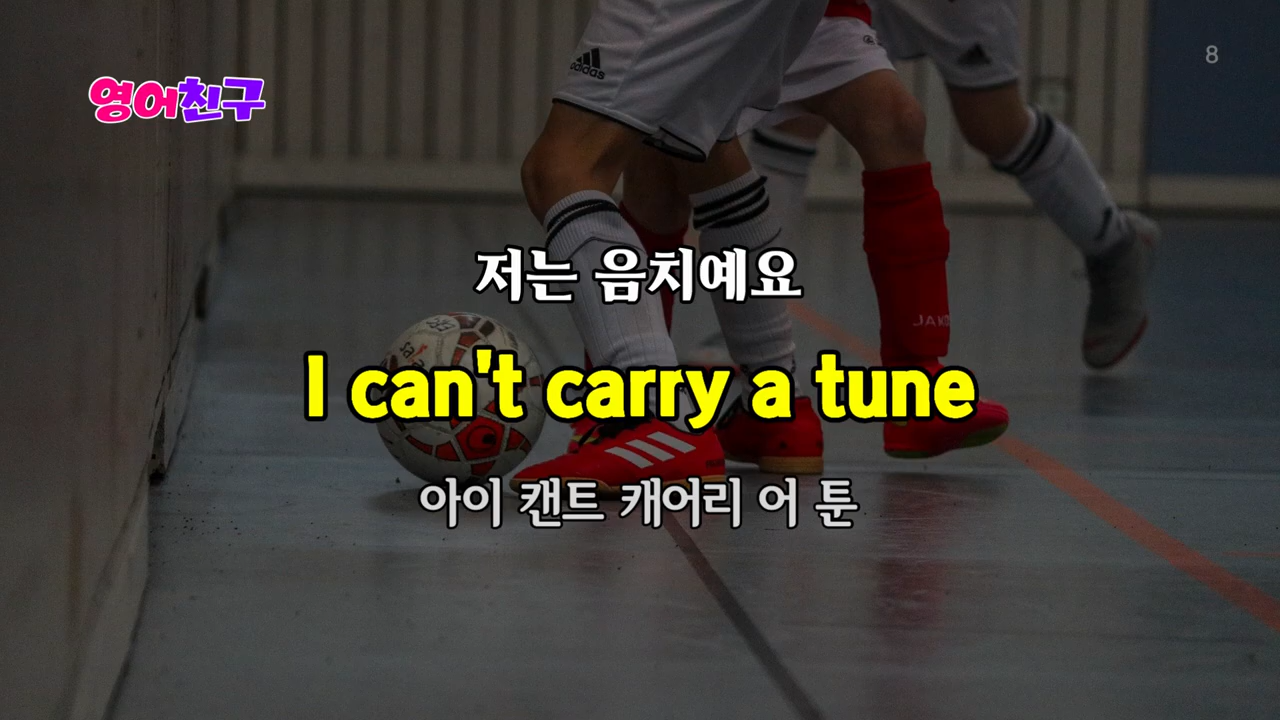 8
영어친구
adidas
저는 음치예요
I can't carry a tune
아이 캔트 캐어리 어 툰